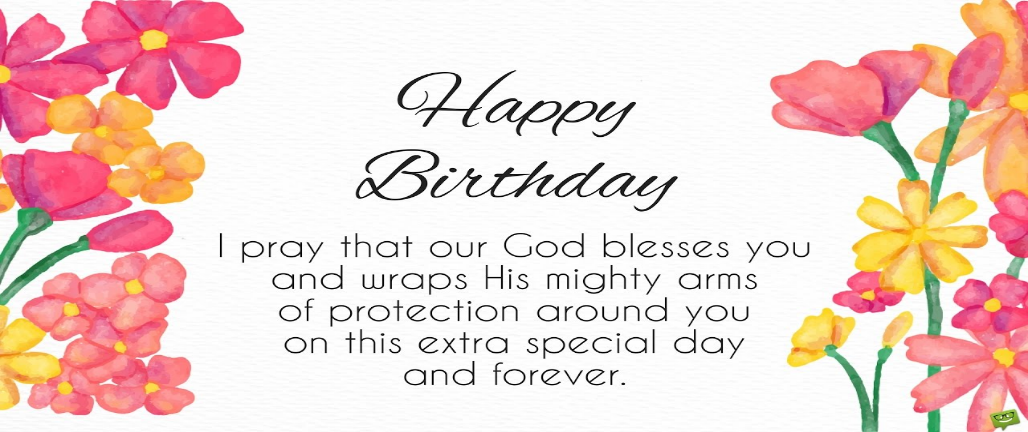 Happy
Birthday
I pray that our God blesses you
and wraps His mighty arms
of protection around you
on this extra special day
and forever.